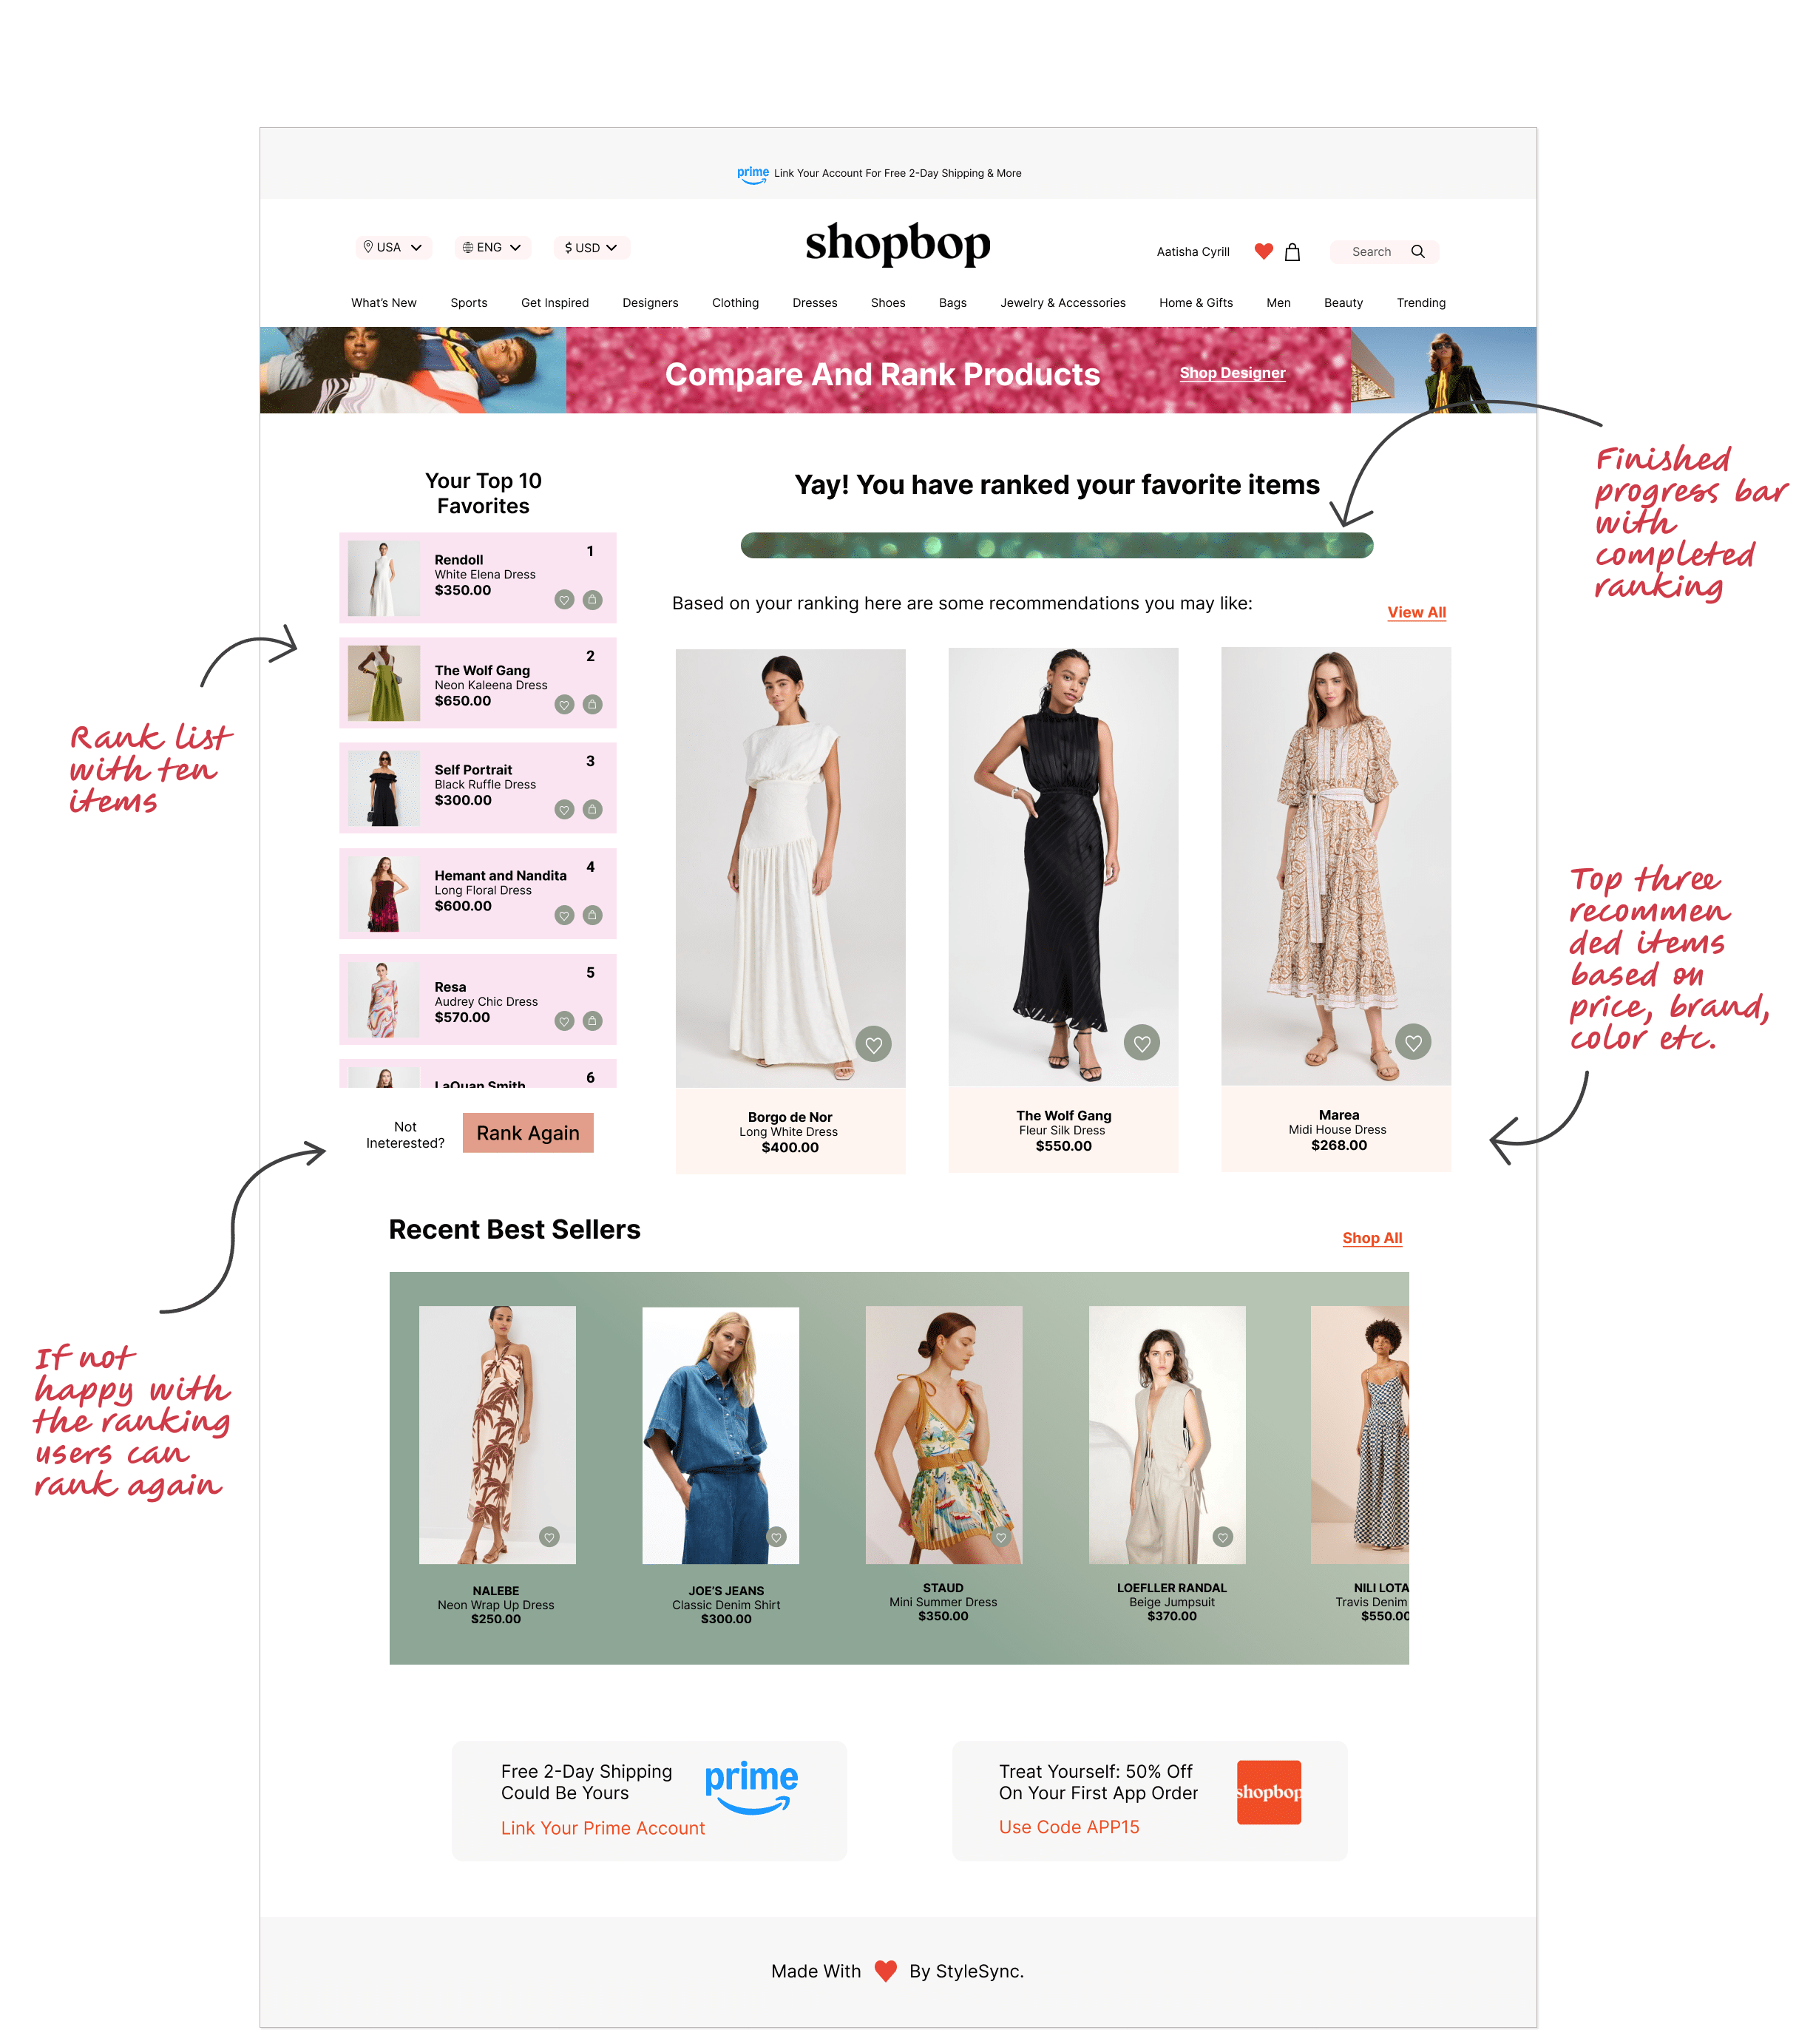 prime Link Your Account For Free 2-Day Shipping & More
USA
ENG
$ USD
shopbop
Aatisha Cyrill
Search
What's New Sports Get Inspired Designers Clothing Dresses Shoes Bags Jewelry & Accessories Home & Gifts Men Beauty Trending
Compare And Rank Products
Shop Designer
Finished
progress bar
with
completed
ranking
Your Top 10
Favorites
1
Rendoll
White Elena Dress
$350.00
2
The Wolf Gang
Neon Kaleena Dress
$650.00
3
Self Portrait
Black Ruffle Dress
$300.00
4
Hemant and Nandita
Long Floral Dress
$600.00
5
Resa
Audrey Chic Dress
$570.00
6
LaQuan Smith
Rank list
with ten
items
Not
Ineterested?
Rank Again
If not
happy with
the ranking
users can
rank again
Yay! You have ranked your favorite items
Based on your ranking here are some recommendations you may like:
View All
Borgo de Nor
Long White Dress
$400.00
The Wolf Gang
Fleur Silk Dress
$550.00
Marea
Midi House Dress
$268.00
Top three
recommen
ded items
based on
price, brand,
color etc.
Recent Best Sellers
Shop All
NALEBE
Neon Wrap Up Dress
$250.00
JOE'S JEANS
Classic Denim Shirt
$300.00
STAUD
Mini Summer Dress
$350.00
LOEFLLER RANDAL
Beige Jumpsuit
$370.00
NILI LOTA
Travis Denim
$550.00
Free 2-Day Shipping
Could Be Yours
Link Your Prime Account
prime
Treat Yourself: 50% Off
On Your First App Order
Use Code APP15
shopbop
Made With By StyleSync.